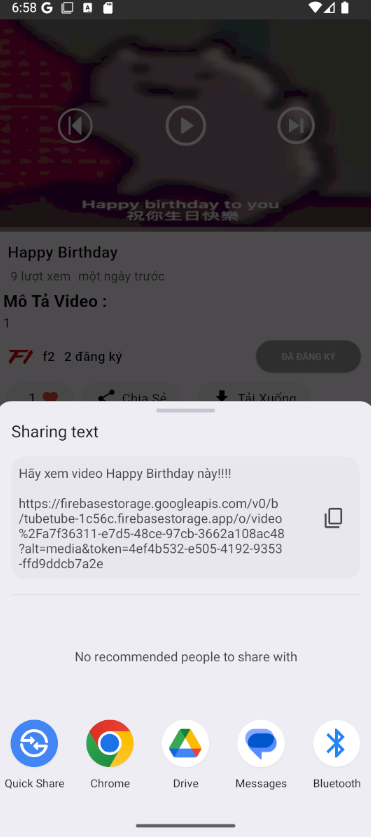 6:58
Happy birthday to you
祝你生日快樂
Happy Birthday
9 lượt xem một ngày trước
Mô Tả Video :
1
f2 2 đăng ký
ĐÃ ĐĂNG KÝ
1 Chia Sẻ Tải Xuống
Sharing text
Hãy xem video Happy Birthday này!!!!
https://firebasestorage.googleapis.com/v0/b
/tubetube-1c56c.firebasestorage.app/o/video
%2Fa7f36311-e7d5-48ce-97cb-3662a108ac48
?alt=media&token=4ef4b532-e505-4192-9353
-ffd9ddcb7a2e
No recommended people to share with
Quick Share Chrome Drive Messages Bluetooth